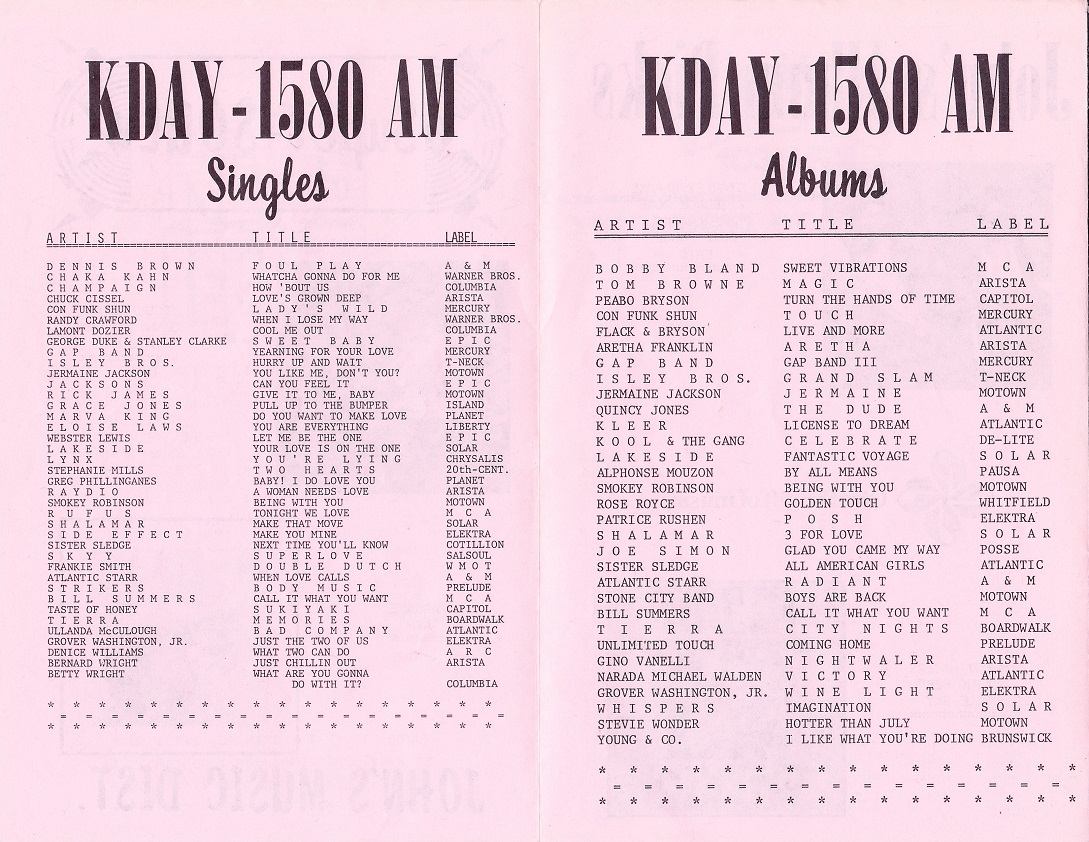 KDAY-1580 AM
Singles
ARTIST TITLE LABEL
DENNIS BROWN FOUL PLAY A & M
CHAKA KAHN WHATCHA GONNA DO FOR ME WARNER BROS.
CHAMPAIGN HOW 'BOUT US COLUMBIA
CHUCK CISSEL LOVE'S GROWN DEEP ARISTA
CON FUNK SHUN LADY'S WILD MERCURY
RANDY CRAWFORD WHEN I LOSE MY WAY WARNER BROS.
LAMONT DOZIER COOL ME OUT COLUMBIA
GEORGE DUKE & STANLEY CLARKE SWEET BABY EPIC
GAP BAND YEARNING FOR YOUR LOVE MERCURY
ISLEY BROS. HURRY UP AND WAIT T-NECK
JERMAINE JACKSON YOU LIKE ME, DON'T YOU? MOTOWN
JACKSONS CAN YOU FEEL IT EPIC
RICK JAMES GIVE IT TO ME, BABY MOTOWN
GRACE JONES PULL UP TO THE BUMPER ISLAND
MARVA KING DO YOU WANT TO MAKE LOVE PLANET
ELOISE LAWS YOU ARE EVERYTHING LIBERTY
WEBSTER LEWIS LET ME BE THE ONE EPIC
LAKESIDE YOUR LOVE IS ON THE ONE SOLAR
LYNX YOU'RE LYING CHRYSALIS
STEPHANIE MILLS TWO HEARTS 20th-CENT.
GREG PHILLINGANES BABY! I DO LOVE YOU PLANET
RAYDIO A WOMAN NEEDS LOVE ARISTA
SMOKEY ROBINSON BEING WITH YOU MOTOWN
RUFUS TONIGHT WE LOVE MCA
SHALAMAR MAKE THAT MOVE SOLAR
SIDE EFFECT MAKE YOU MINE ELEKTRA
SISTER SLEDGE NEXT TIME YOU'LL KNOW COTILLION
SKYY SUPERLOVE SALSOUL
FRANKIE SMITH DOUBLE DUTCH WMOT
ATLANTIC STARR WHEN LOVE CALLS A & M
STRIKERS BODY MUSIC PRELUDE
BILL SUMMERS CALL IT WHAT YOU WANT MCA
TASTE OF HONEY SUKIYAKI CAPITOL
TIERRA MEMORIES BOARDWALK
ULLANDA McCULOUGH BAD COMPANY ATLANTIC
GROVER WASHINGTON, JR. JUST THE TWO OF US ELEKTRA
DENICE WILLIAMS WHAT TWO CAN DO ARC
BERNARD WRIGHT JUST CHILLIN OUT ARISTA
BETTY WRIGHT WHAT ARE YOU GONNA
DO WITH IT? COLUMBIA
KDAY-1580 AM
Albums
ARTIST TITLE LABEL
BOBBY BLAND SWEET VIBRATIONS MCA
TOM BROWNE MAGIC ARISTA
PEABO BRYSON TURN THE HANDS OF TIME CAPITOL
CON FUNK SHUN TOUCH MERCURY
FLACK & BRYSON LIVE AND MORE ATLANTIC
ARETHA FRANKLIN ARETHA ARISTA
GAP BAND GAP BAND III MERCURY
ISLEY BROS. GRAND SLAM T-NECK
JERMAINE JACKSON JERMAINE MOTOWN
QUINCY JONES THE DUDE A & M
KLEER LICENSE TO DREAM ATLANTIC
KOOL & THE GANG CELEBRATE DE-LITE
LAKESIDE FANTASTIC VOYAGE SOLAR
ALPHONSE MOUZON BY ALL MEANS PAUSA
SMOKEY ROBINSON BEING WITH YOU MOTOWN
ROSE ROYCE GOLDEN TOUCH WHITFIELD
PATRICE RUSHEN POSH ELEKTRA
SHALAMAR 3 FOR LOVE SOLAR
JOE SIMON GLAD YOU CAME MY WAY POSSE
SISTER SLEDGE ALL AMERICAN GIRLS ATLANTIC
ATLANTIC STARR RADIANT A & M
STONE CITY BAND BOYS ARE BACK MOTOWN
BILL SUMMERS CALL IT WHAT YOU WANT MCA
TIERRA CITY NIGHTS BOARDWALK
UNLIMITED TOUCH COMING HOME PRELUDE
GINO VANELLI NIGHTWALER ARISTA
NARADA MICHAEL WALDEN VICTORY ATLANTIC
GROVER WASHINGTON, JR. WINE LIGHT ELEKTRA
WHISPERS IMAGINATION SOLAR
STEVIE WONDER HOTTER THAN JULY MOTOWN
YOUNG & CO. I LIKE WHAT YOU'RE DOING BRUNSWICK
JOHN'S MUSIC DIST.